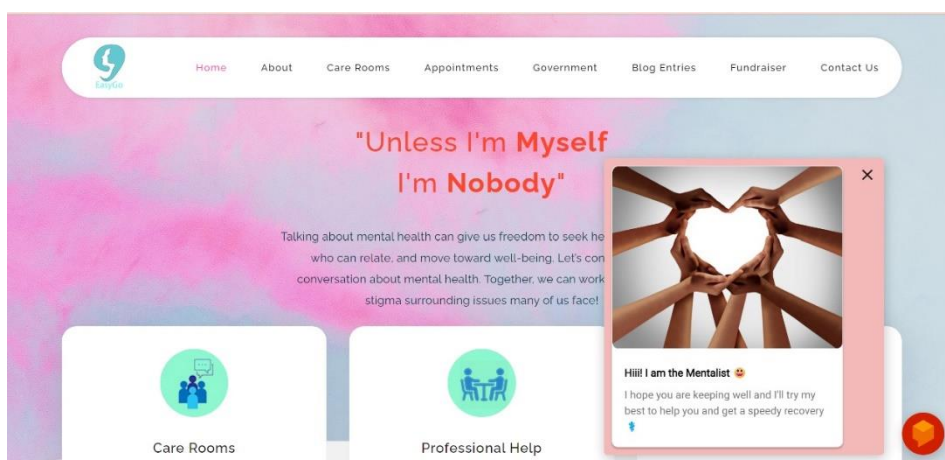 EasyGo
Home About Care Rooms Appointments Government Blog Entries Fundraiser Contact Us
"Unless I'm Myself
I'm Nobody"
Talking about mental health can give us freedom to seek he
who can relate, and move toward well-being. Let's con
conversation about mental health. Together, we can work
stigma surrounding issues many of us face!
Care Rooms
Professional Help
Hiii! I am the Mentalist 😃
I hope you are keeping well and I'll try my
best to help you and get a speedy recovery